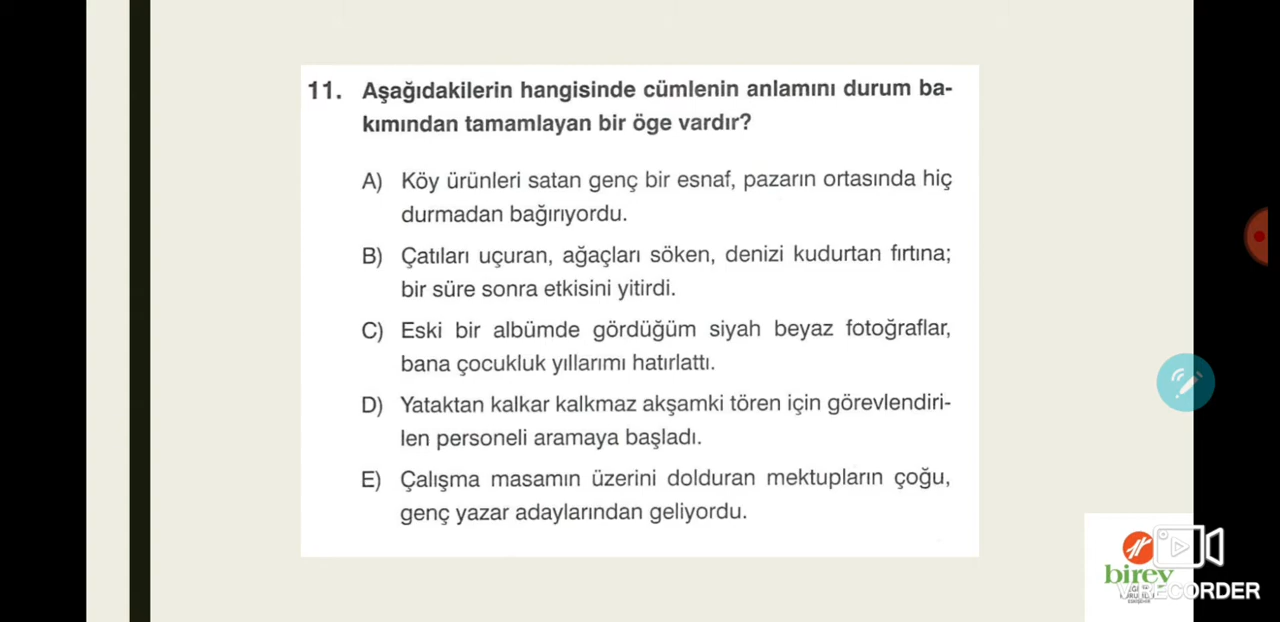 11. Aşağıdakilerin hangisinde cümlenin anlamını durum ba-
kımından tamamlayan bir öge vardır?
A) Köy ürünleri satan genç bir esnaf, pazarın ortasında hiç
durmadan bağırıyordu.
B) Çatıları uçuran, ağaçları söken, denizi kudurtan fırtına;
bir süre sonra etkisini yitirdi.
C) Eski bir albümde gördüğüm siyah beyaz fotoğraflar,
bana çocukluk yıllarımı hatırlattı.
D) Yataktan kalkar kalkmaz akşamki tören için görevlendiri-
len personeli aramaya başladı.
E) Çalışma masamın üzerini dolduran mektupların çoğu,
genç yazar adaylarından geliyordu.
birey
RECORDER